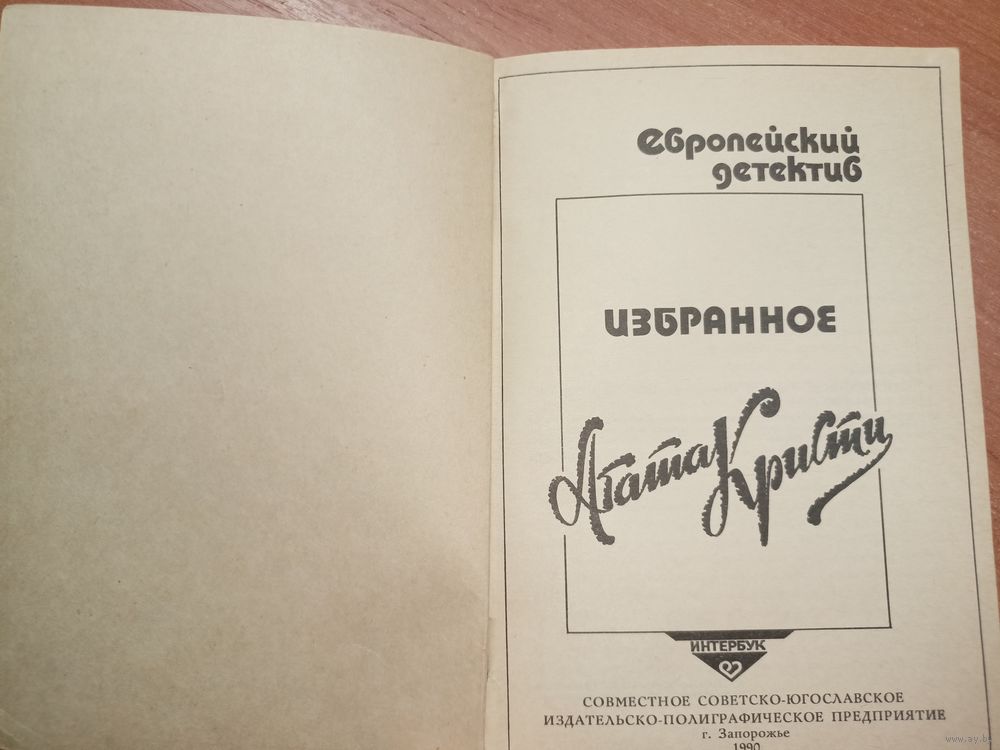 Европейский
детектив
ИЗБРАННОЕ
Агата Кристи
ИНТЕРБУК
СОВМЕСТНОЕ СОВЕТСКО-ЮГОСЛАВСКОЕ
ИЗДАТЕЛЬСКО-ПОЛИГРАФИЧЕСКОЕ ПРЕДПРИЯТИЕ
г. Запорожье
1990